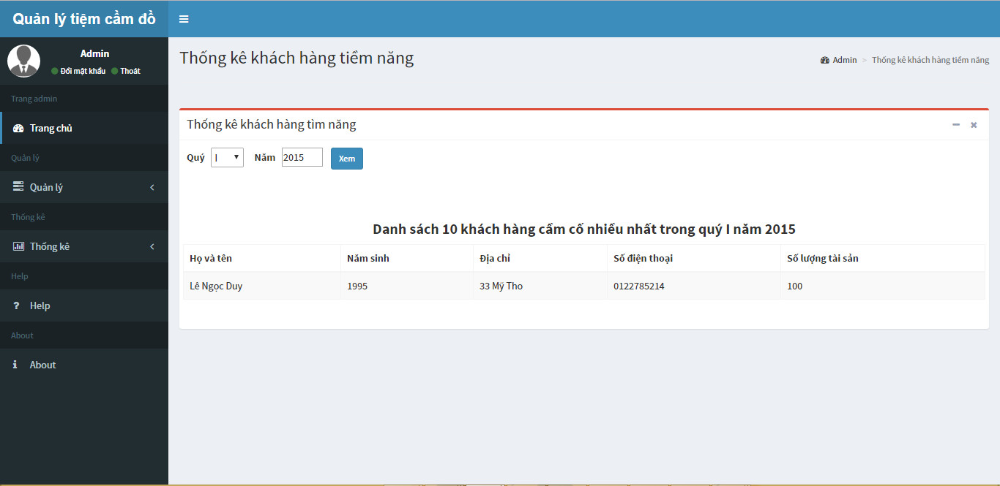 Quản lý tiệm cầm đồ
Admin
Đổi mật khẩu Thoát
Trang admin
Trang chủ
Quản lý
Quản lý
Thống kê
Thống kê
Help
Help
About
About
Thống kê khách hàng tiềm năng
Admin > Thống kê khách hàng tiềm năng
Thống kê khách hàng tìm năng
Quý I Năm 2015 Xem
Danh sách 10 khách hàng cầm cố nhiều nhất trong quý I năm 2015
Họ và tên Năm sinh Địa chỉ Số điện thoại Số lượng tài sản
Lê Ngọc Duy 1995 33 Mỹ Tho 0122785214 100